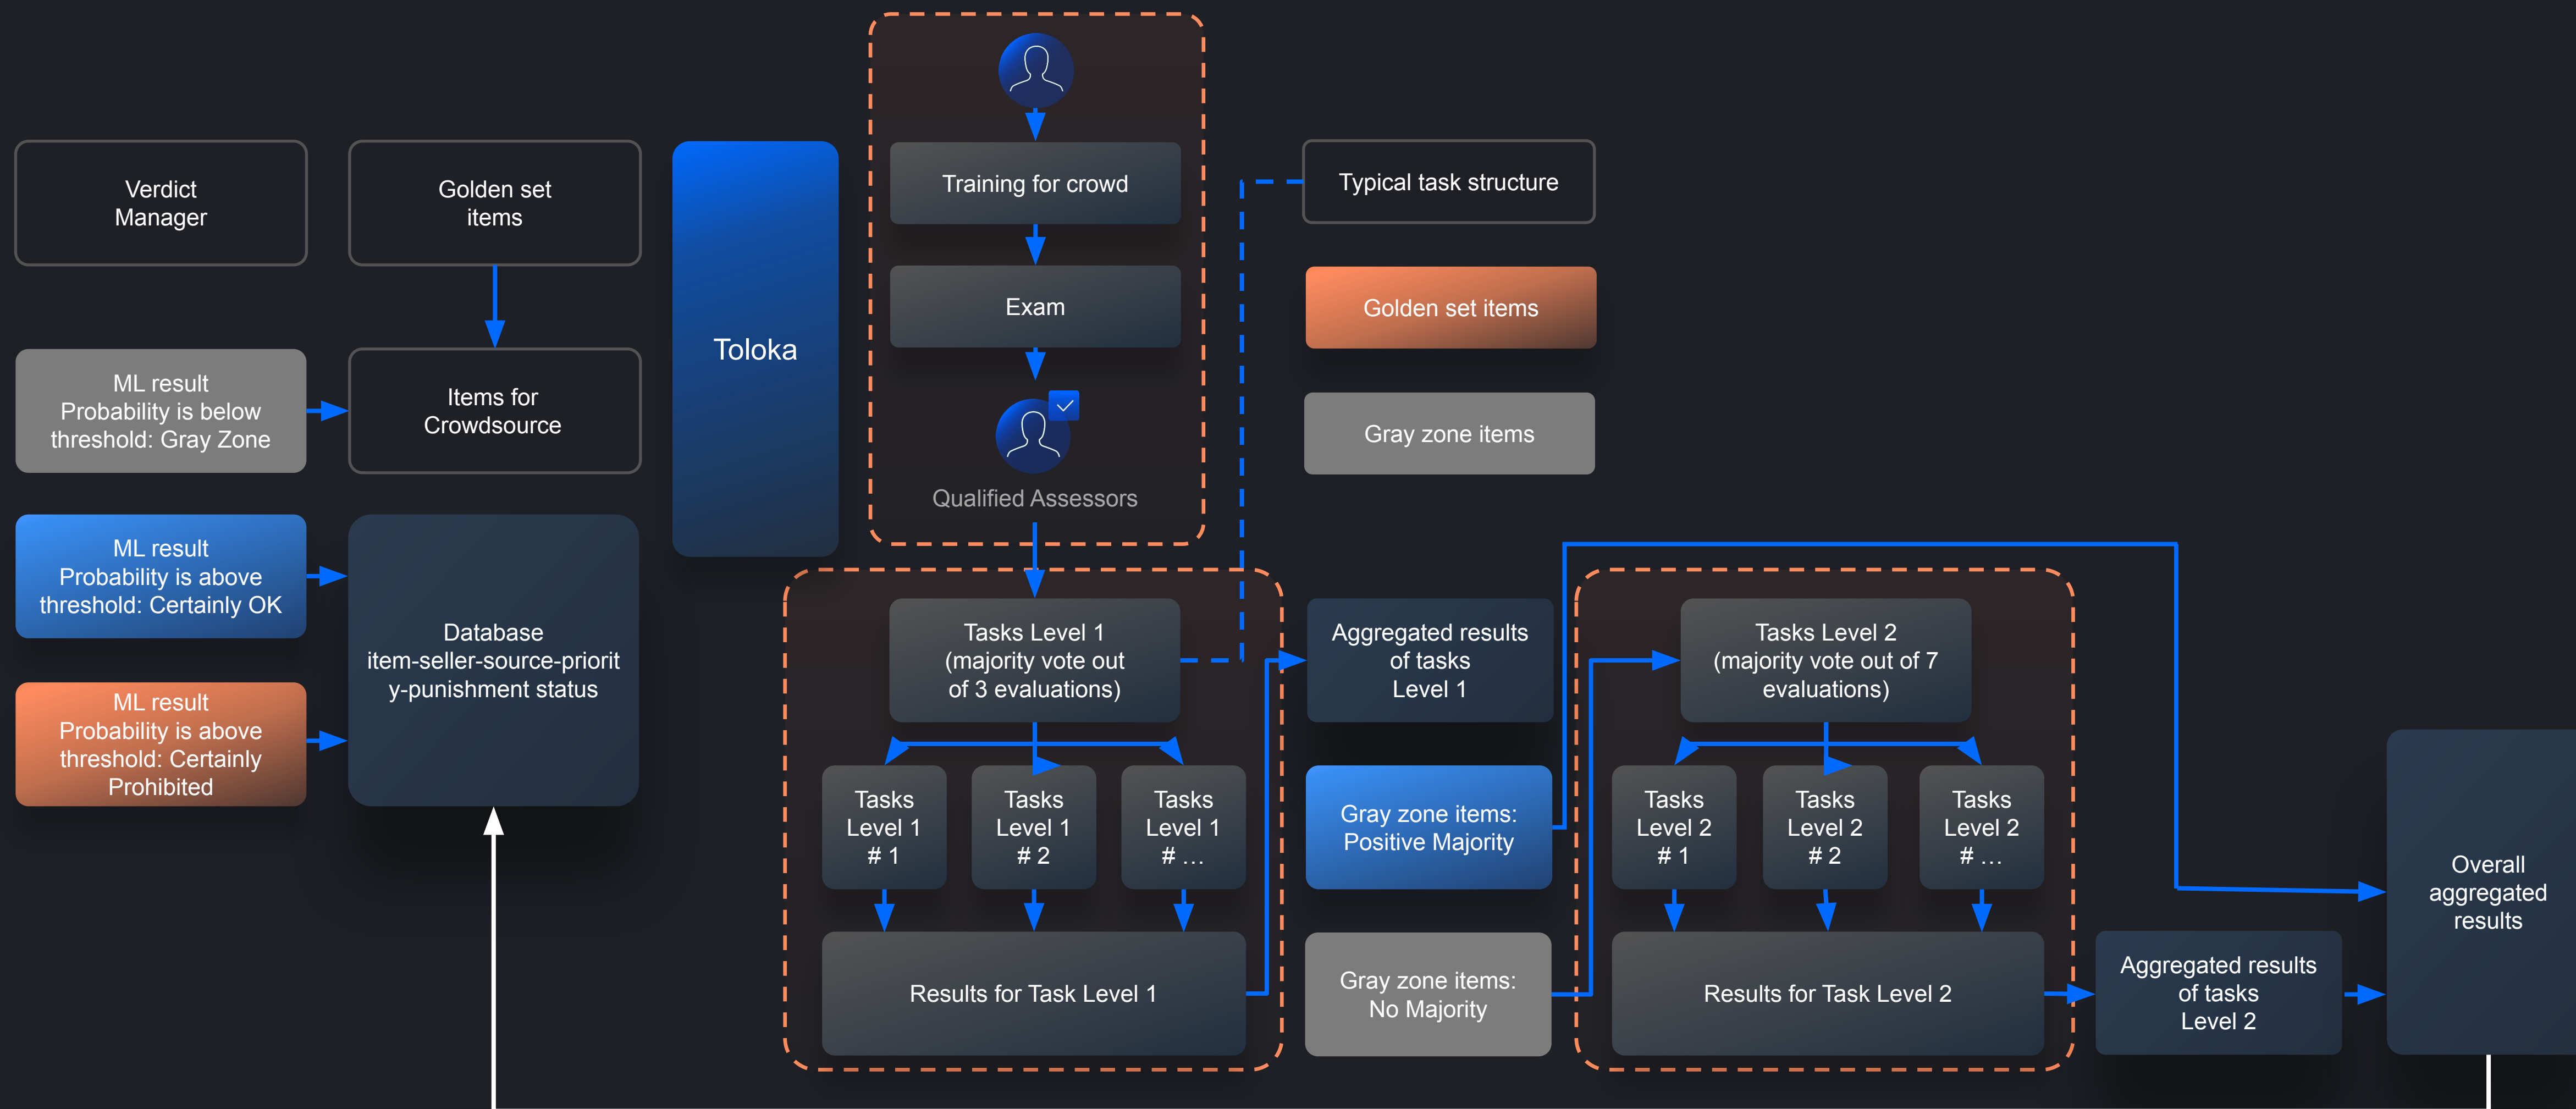 Verdict
Manager
Golden set
items
ML result
Probability is below
threshold: Gray Zone
Items for
Crowdsource
ML result
Probability is above
threshold: Certainly OK
ML result
Probability is above
threshold: Certainly
Prohibited
Database
item-seller-source-priorit
y-punishment status
Toloka
Training for crowd
Exam
Qualified Assessors
Typical task structure
Golden set items
Gray zone items
Tasks Level 1
(majority vote out
of 3 evaluations)
Tasks
Level 1
# 1
Tasks
Level 1
# 2
Tasks
Level 1
# …
Results for Task Level 1
Aggregated results
of tasks
Level 1
Gray zone items:
Positive Majority
Gray zone items:
No Majority
Tasks Level 2
(majority vote out of 7
evaluations)
Tasks
Level 2
# 1
Tasks
Level 2
# 2
Tasks
Level 2
# …
Results for Task Level 2
Aggregated results
of tasks
Level 2
Overall
aggregated
results